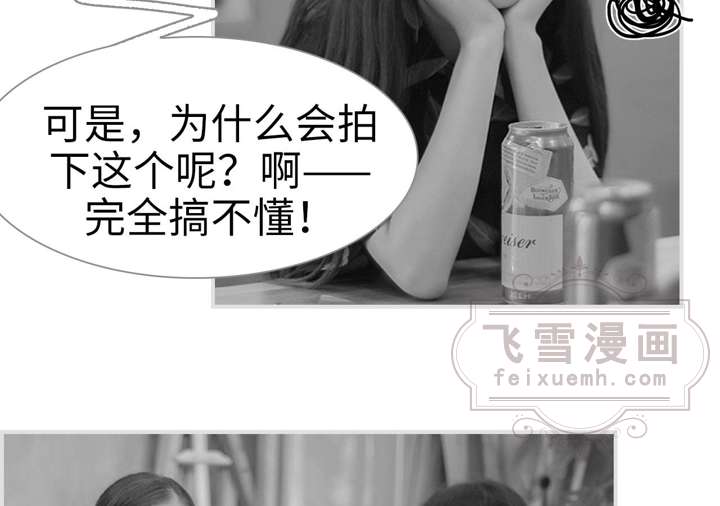 可是，为什么会拍
下这个呢？啊——
完全搞不懂！
eiser
飞雪漫画
feixuemh.com